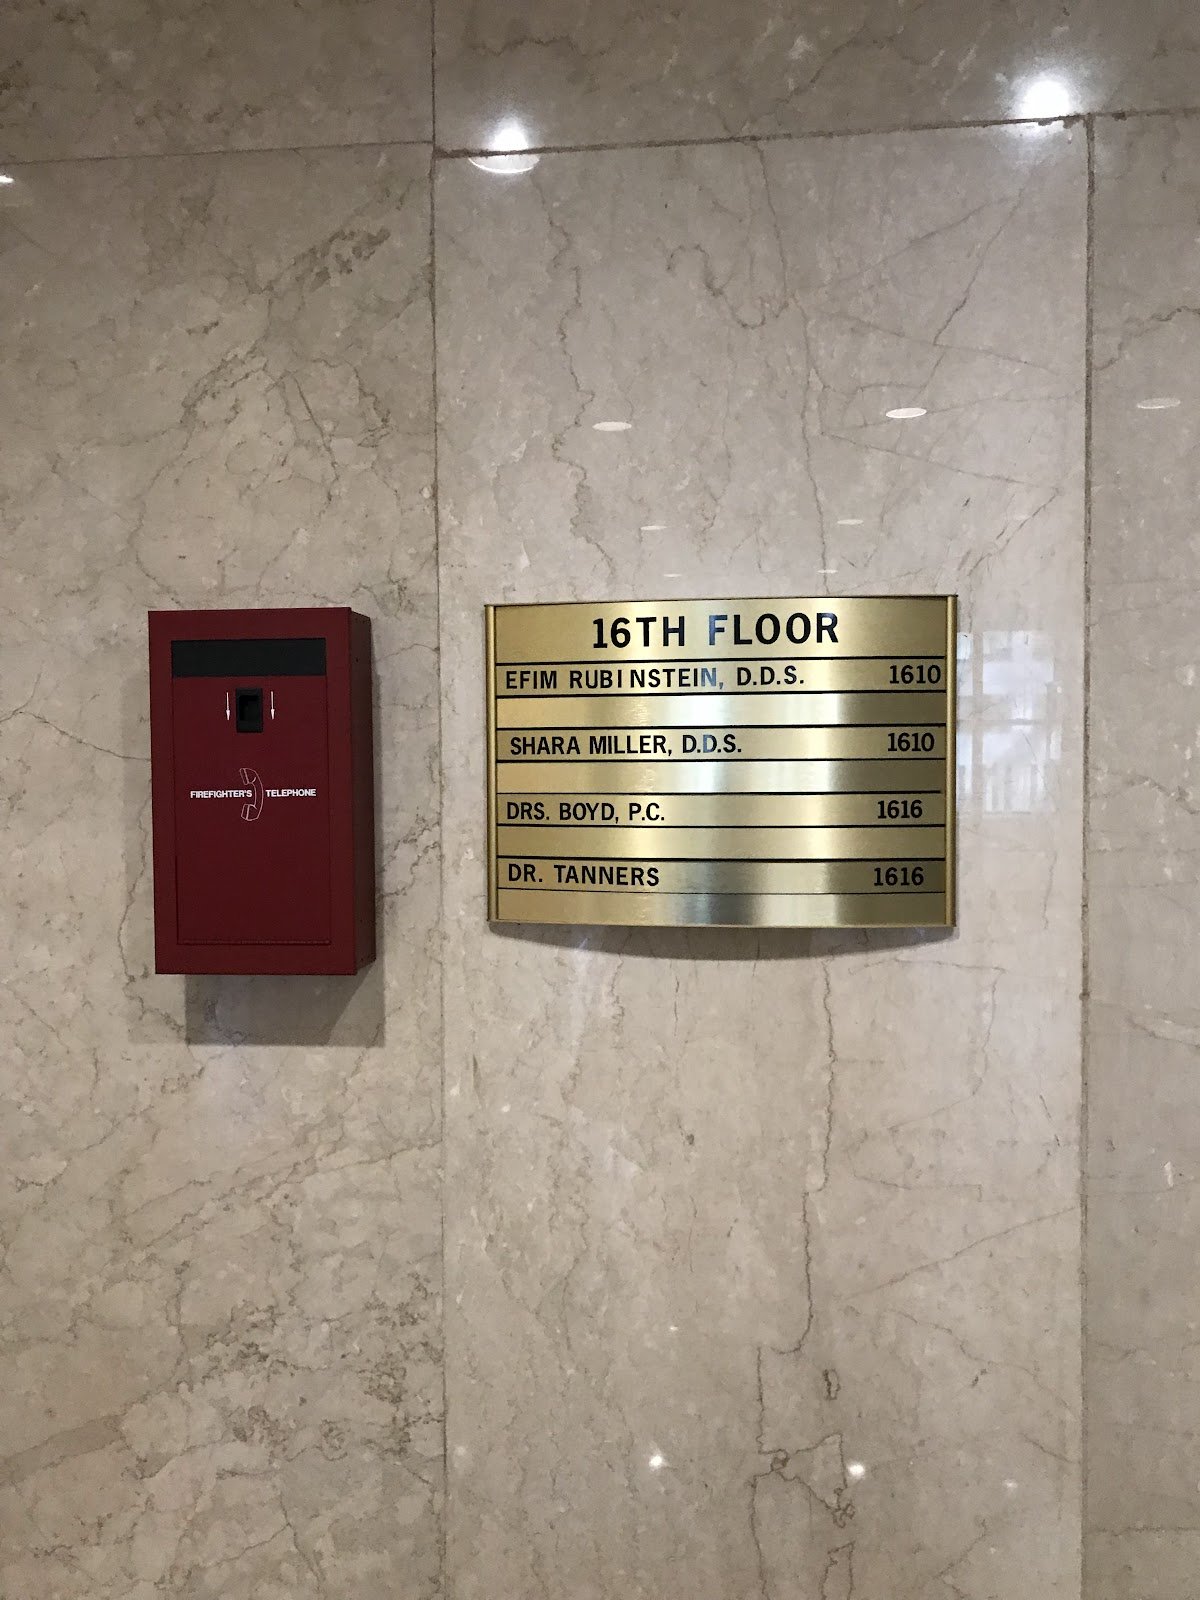 16TH FLOOR
EFIM RUBINSTEIN, D.D.S. 1610
SHARA MILLER, D.D.S. 1610
DRS. BOYD, P.C. 1616
DR. TANNERS 1616
FIREFIGHTER'S TELEPHONE